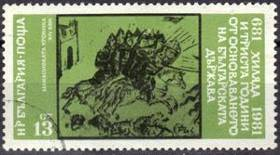 НР БЪЛГАРИЯ·ПОЩА
13 СТ
681 1981
ХИЛЯДА
И ТРИСТА ГОДИНИ
ОТ ОСНОВАВАНЕТО
НА БЪЛГАРСКАТА
ДЪРЖАВА